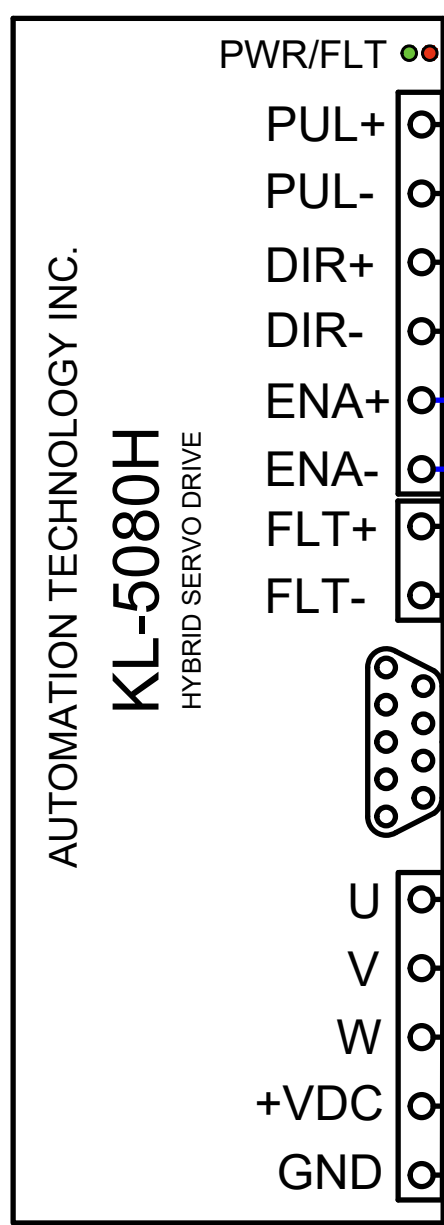 PWR/FLT
PUL+
PUL-
DIR+
DIR-
ENA+
ENA-
FLT+
FLT-
AUTOMATION TECHNOLOGY INC.
KL-5080H
HYBRID SERVO DRIVE
U
V
W
+VDC
GND